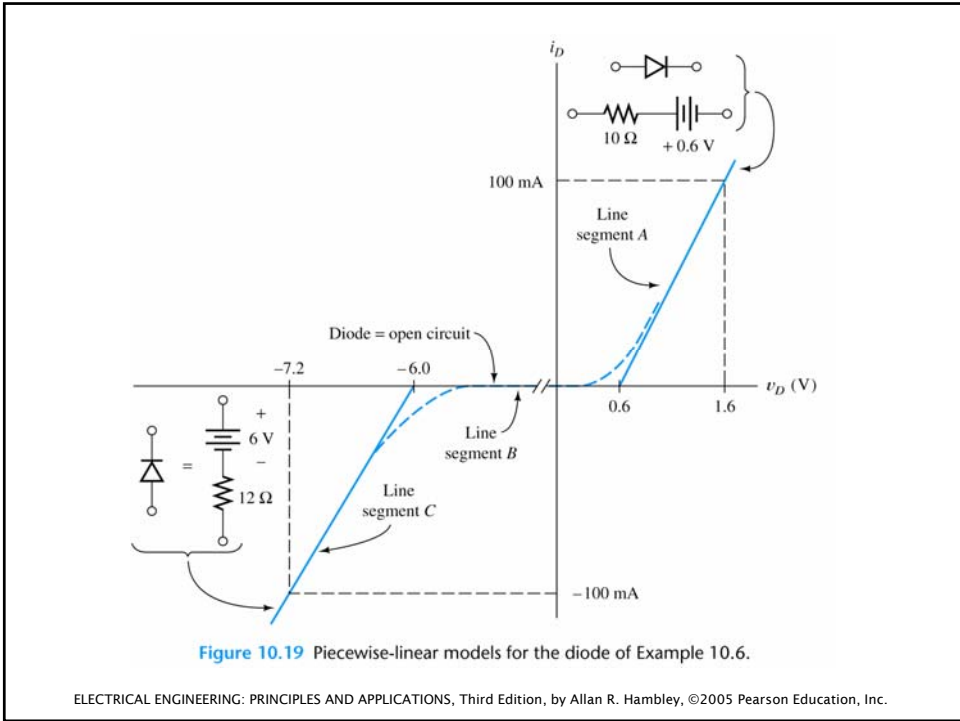 i_D
10 Ω
+ 0.6 V
100 mA
Line
segment A
Diode = open circuit
−7.2
−6.0
v_D (V)
0.6
1.6
+
6 V
−
=
12 Ω
Line
segment B
Line
segment C
−100 mA
Figure 10.19 Piecewise-linear models for the diode of Example 10.6.
ELECTRICAL ENGINEERING: PRINCIPLES AND APPLICATIONS, Third Edition, by Allan R. Hambley, ©2005 Pearson Education, Inc.